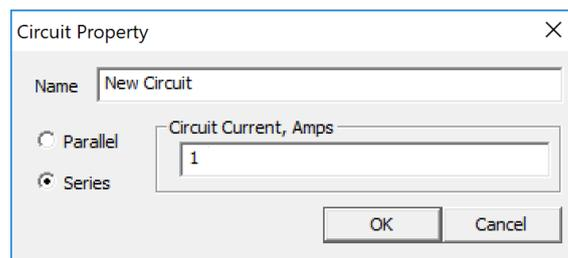 Circuit Property
Name New Circuit
Parallel
Circuit Current, Amps
1
Series
OK Cancel